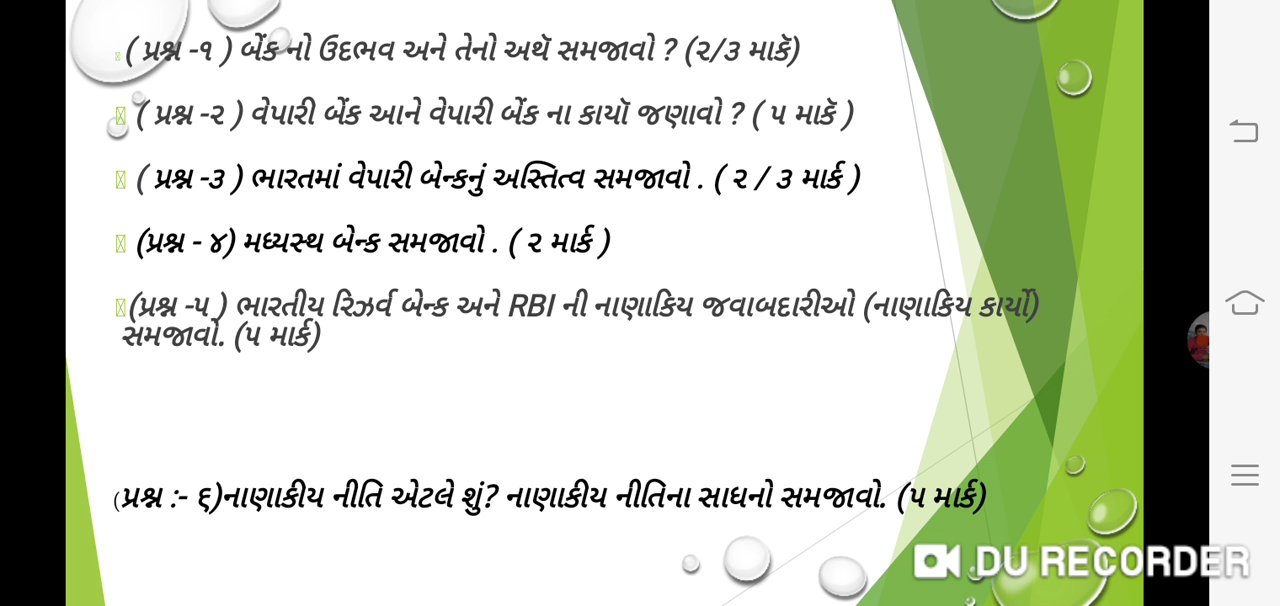 ( પ્રશ્ન -૧ ) બેંક નો ઉદભવ અને તેનો અથૅ સમજાવો ? (૨/૩ માકૅ)
( પ્રશ્ન -૨ ) વેપારી બેંક આને વેપારી બેંક ના કાયૉ જણાવો ? ( ૫ માકૅ )
( પ્રશ્ન -૩ ) ભારતમાં વેપારી બેન્કનું અસ્તિત્વ સમજાવો . ( ૨ / ૩ માર્ક )
(પ્રશ્ન - ૪) મધ્યસ્થ બેન્ક સમજાવો . ( ૨ માર્ક )
(પ્રશ્ન -૫ ) ભારતીય રિઝર્વ બેન્ક અને RBI ની નાણાકિય જવાબદારીઓ (નાણાકિય કાર્યો)
સમજાવો. (૫ માર્ક)
(પ્રશ્ન :- ૬)નાણાકીય નીતિ એટલે શું? નાણાકીય નીતિના સાધનો સમજાવો. (૫ માર્ક)
DU RECORDER